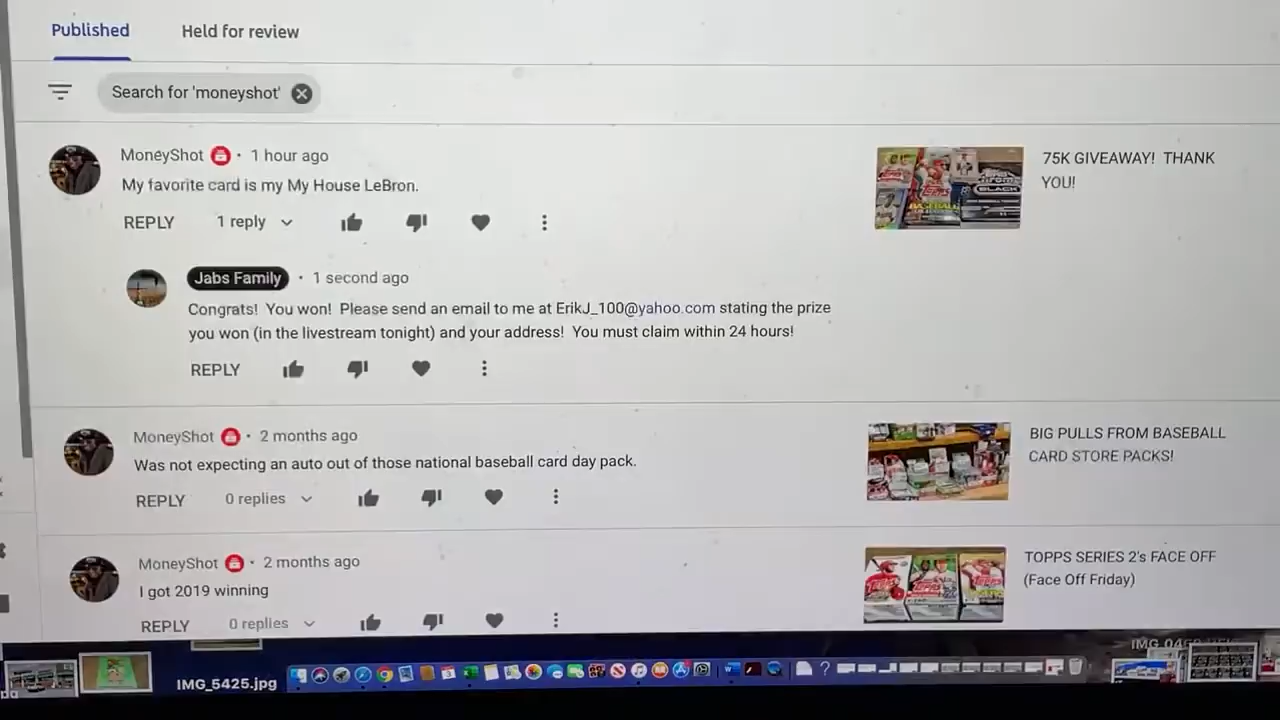 Published
Held for review
Search for 'moneyshot'
MoneyShot · 1 hour ago
My favorite card is my My House LeBron.
REPLY
1 reply
75K GIVEAWAY! THANK
YOU!
Jabs Family · 1 second ago
Congrats! You won! Please send an email to me at ErikJ_100@yahoo.com stating the prize
you won (in the livestream tonight) and your address! You must claim within 24 hours!
REPLY
MoneyShot · 2 months ago
Was not expecting an auto out of those national baseball card day pack.
REPLY
0 replies
BIG PULLS FROM BASEBALL
CARD STORE PACKS!
MoneyShot · 2 months ago
I got 2019 winning
REPLY
0 replies
TOPPS SERIES 2's FACE OFF
(Face Off Friday)
IMG_5425.jpg